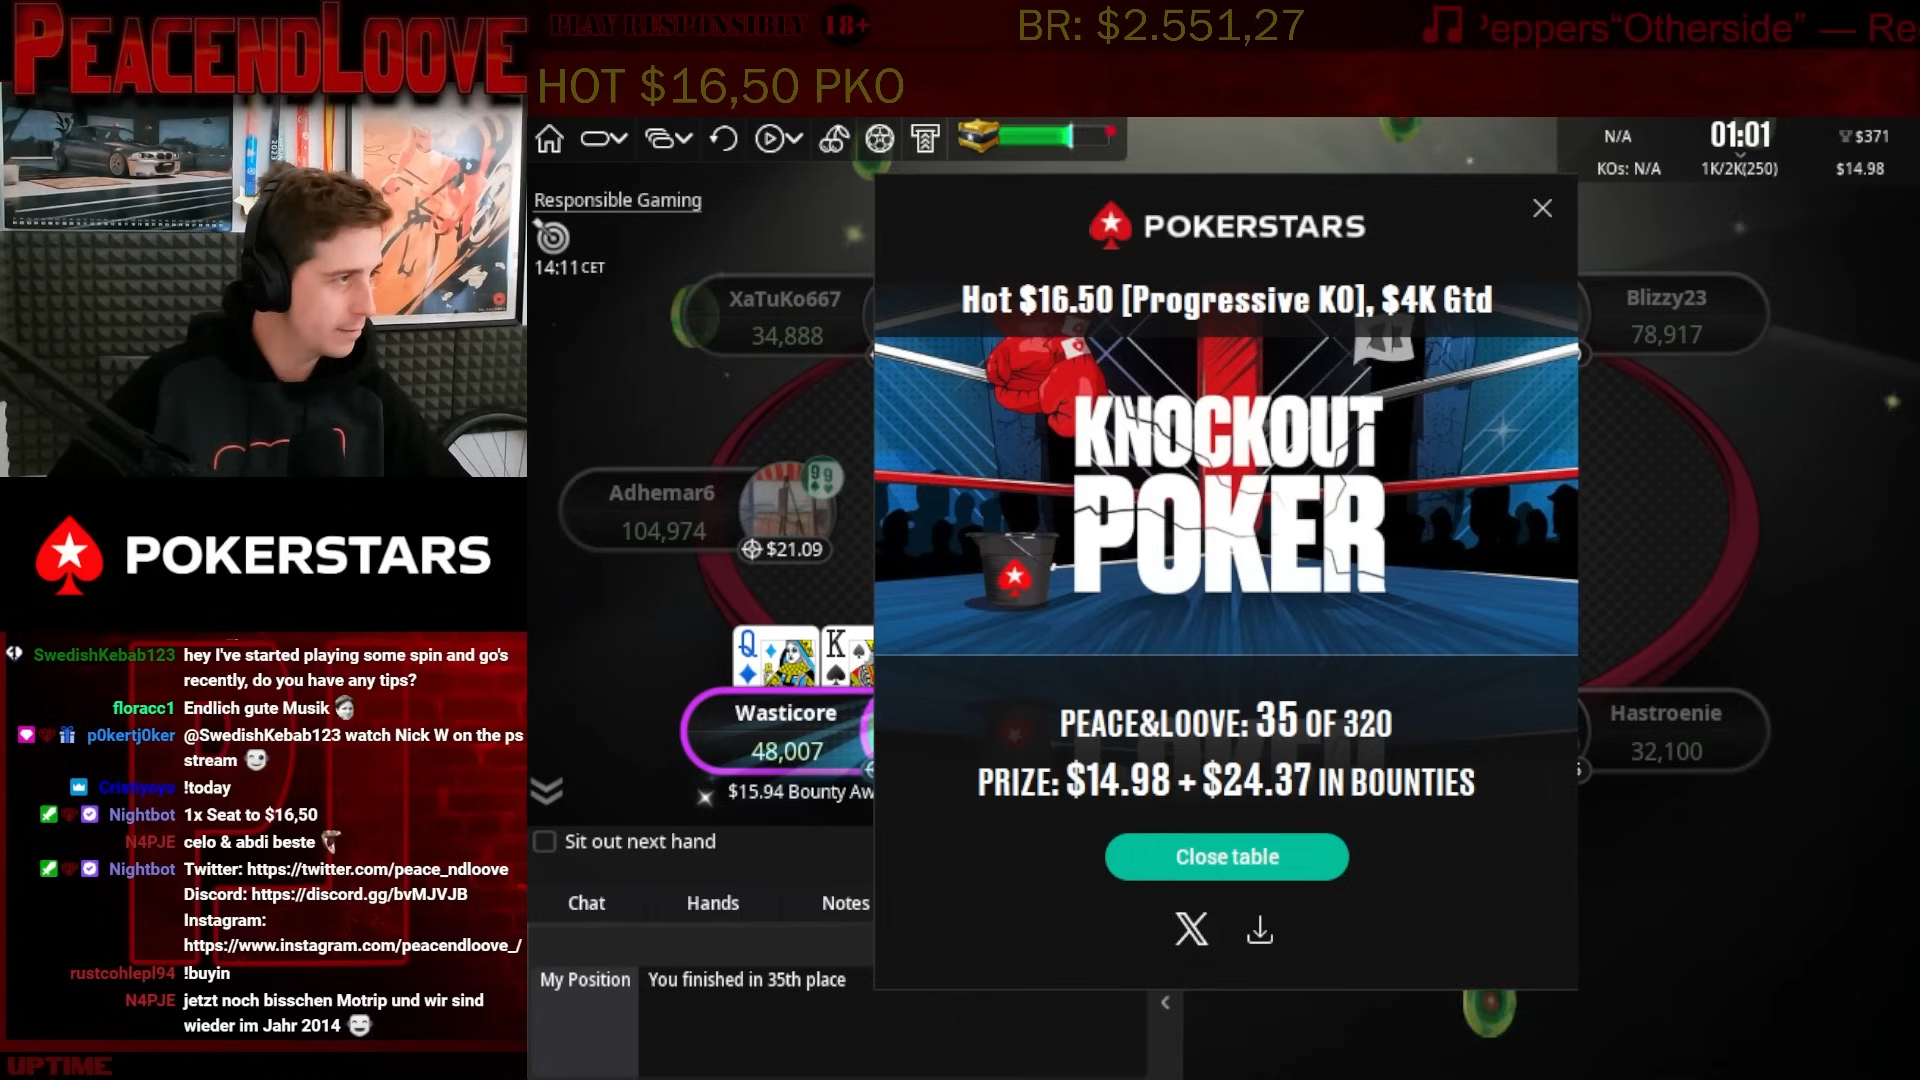 PEACENDLOOVE
PLAY RESPONSIBLY 18+
BR: $2.551,27
Peppers“Otherside” — Re
HOT $16,50 PKO
N/A
01:01
$371
KOs: N/A
1K/2K(250)
$14.98
Responsible Gaming
14:11 CET
2023
XaTuKo667
34,888
Blizzy23
78,917
Adhemar6
104,974
99
$21.09
Q K
Wasticore
48,007
$15.94 Bounty Aw
Hastroenie
32,100
POKERSTARS
Hot $16.50 [Progressive KO], $4K Gtd
KNOCKOUT
POKER
PEACE&LOOVE: 35 OF 320
PRIZE: $14.98 + $24.37 IN BOUNTIES
Close table
X
Sit out next hand
Chat
Hands
Notes
My Position
You finished in 35th place
POKERSTARS
SwedishKebab123 hey I've started playing some spin and go's
recently, do you have any tips?
floracc1 Endlich gute Musik
p0kertj0ker @SwedishKebab123 watch Nick W on the ps
stream
Cristiyoyo !today
Nightbot 1x Seat to $16,50
N4PJE celo & abdi beste
Nightbot Twitter: https://twitter.com/peace_ndloove
Discord: https://discord.gg/bvMJVJB
Instagram:
https://www.instagram.com/peacendloove_/
rustcohlepl94 !buyin
N4PJE jetzt noch bisschen Motrip und wir sind
wieder im Jahr 2014
UPTIME